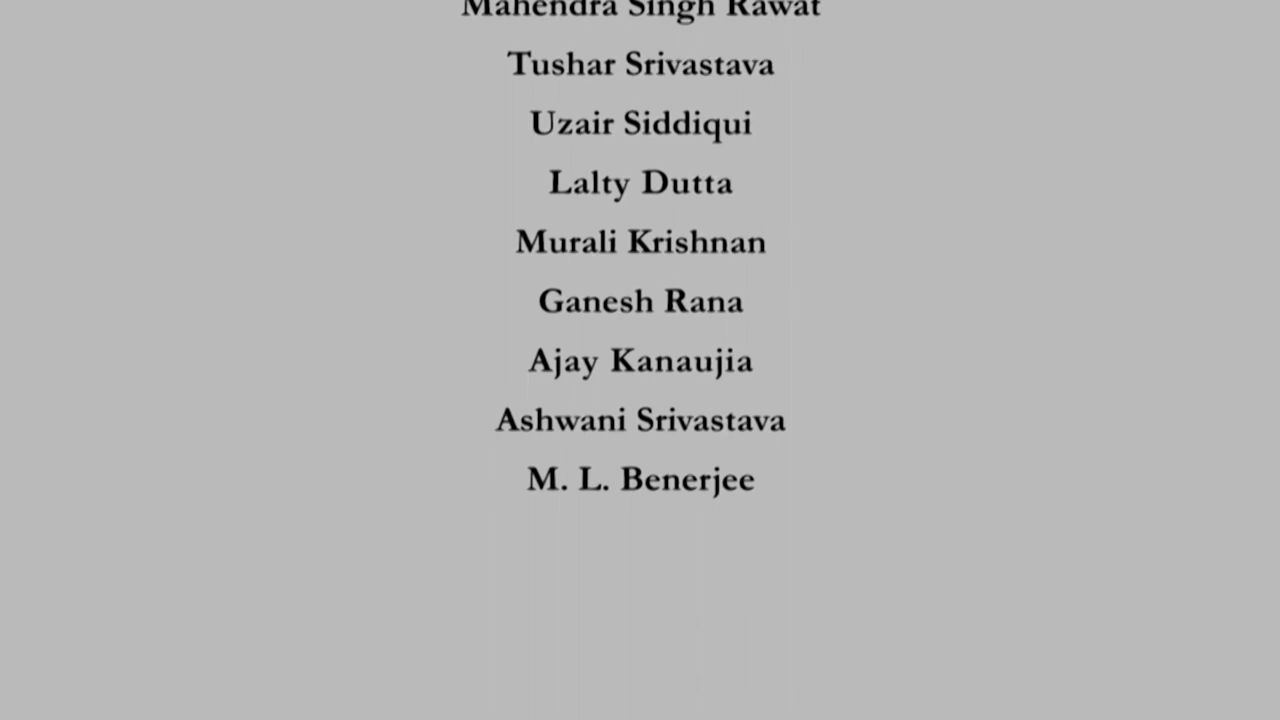 Mahendra Singh Rawat
Tushar Srivastava
Uzair Siddiqui
Lalty Dutta
Murali Krishnan
Ganesh Rana
Ajay Kanaujia
Ashwani Srivastava
M. L. Benerjee